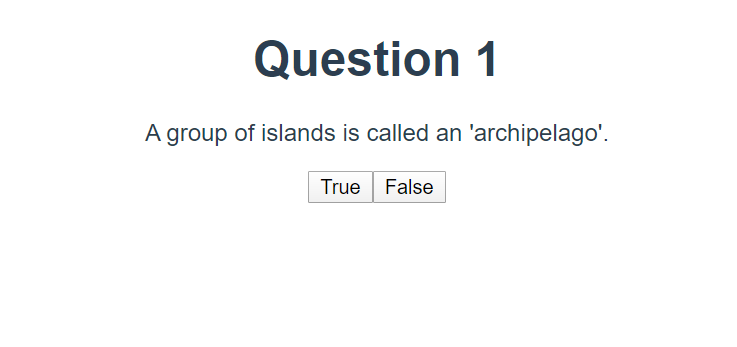 Question 1
A group of islands is called an 'archipelago'.
True False